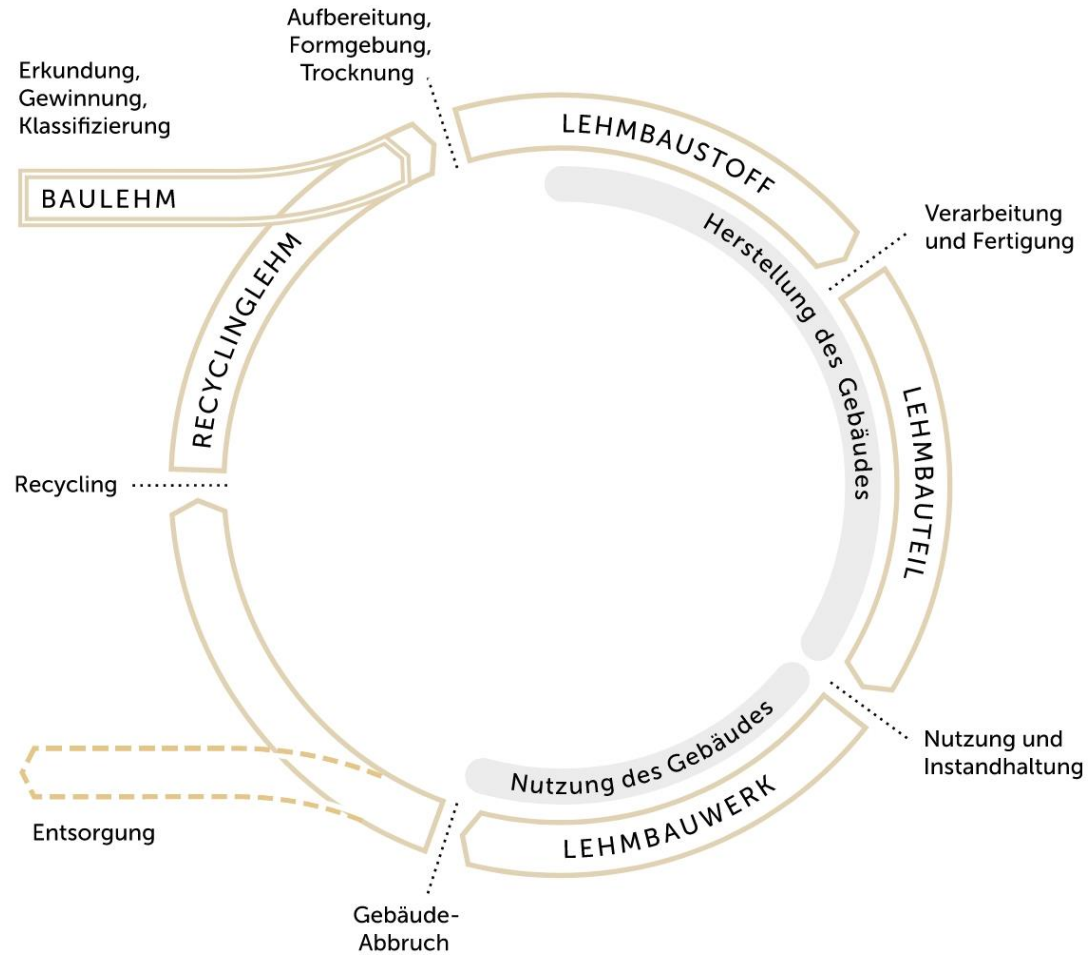 Aufbereitung,
Formgebung,
Trocknung
Erkundung,
Gewinnung,
Klassifizierung
BAULEHM
LEHMBAUSTOFF
Herstellung des Gebäudes
Verarbeitung
und Fertigung
LEHMBAUTEIL
RECYCLINGLEHM
Recycling
Nutzung und
Instandhaltung
Nutzung des Gebäudes
LEHMBAUWERK
Entsorgung
Gebäude-
Abbruch